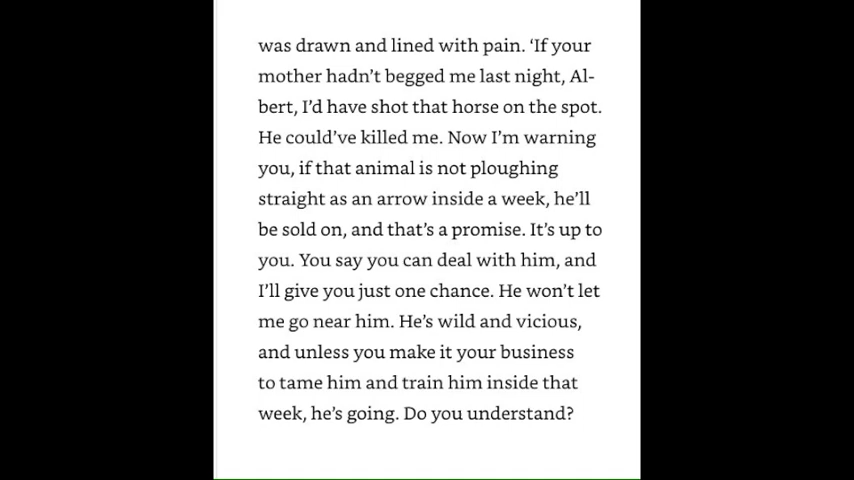 was drawn and lined with pain. ‘If your
mother hadn’t begged me last night, Al-
bert, I’d have shot that horse on the spot.
He could’ve killed me. Now I’m warning
you, if that animal is not ploughing
straight as an arrow inside a week, he’ll
be sold on, and that’s a promise. It’s up to
you. You say you can deal with him, and
I’ll give you just one chance. He won’t let
me go near him. He’s wild and vicious,
and unless you make it your business
to tame him and train him inside that
week, he’s going. Do you understand?